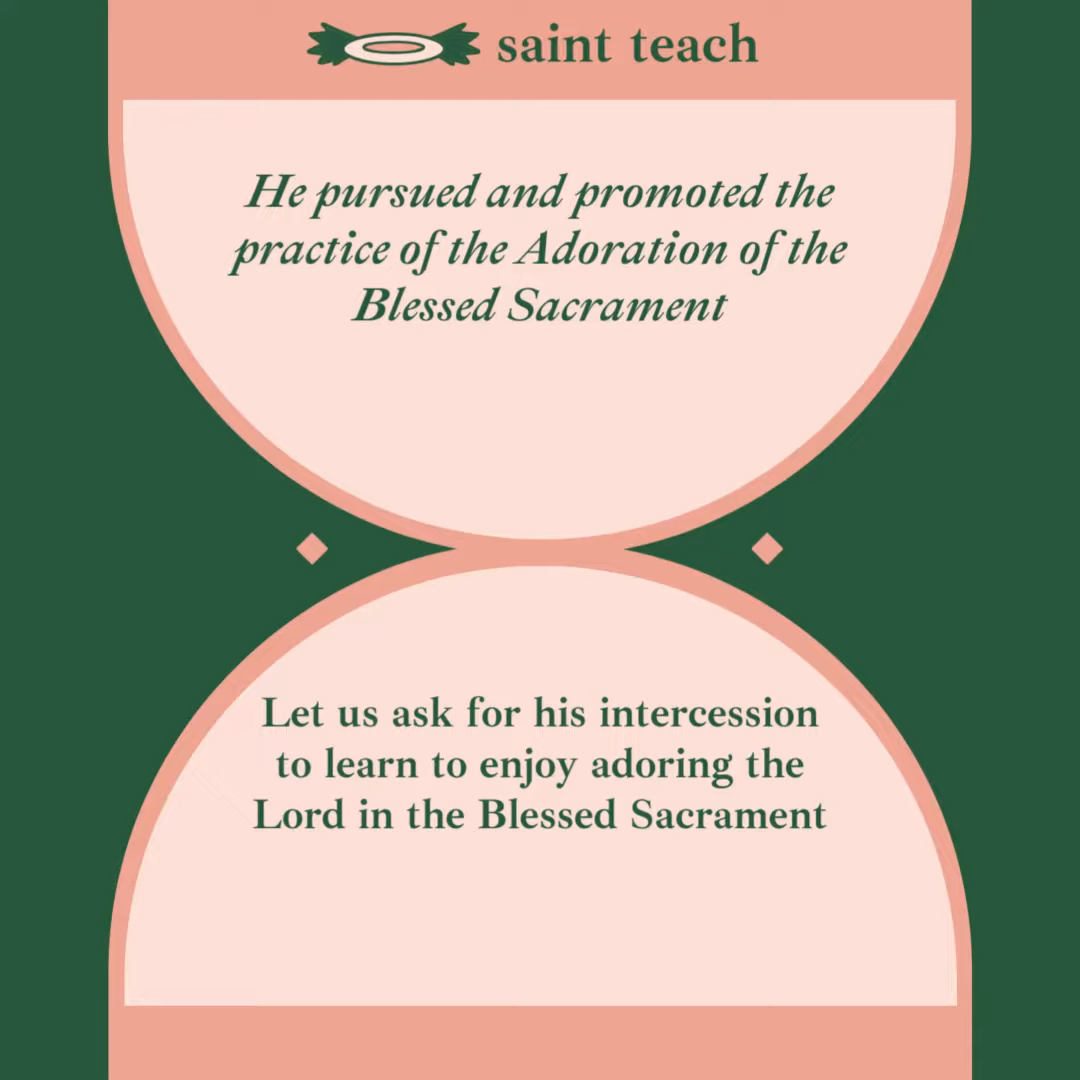 saint teach
He pursued and promoted the
practice of the Adoration of the
Blessed Sacrament
Let us ask for his intercession
to learn to enjoy adoring the
Lord in the Blessed Sacrament